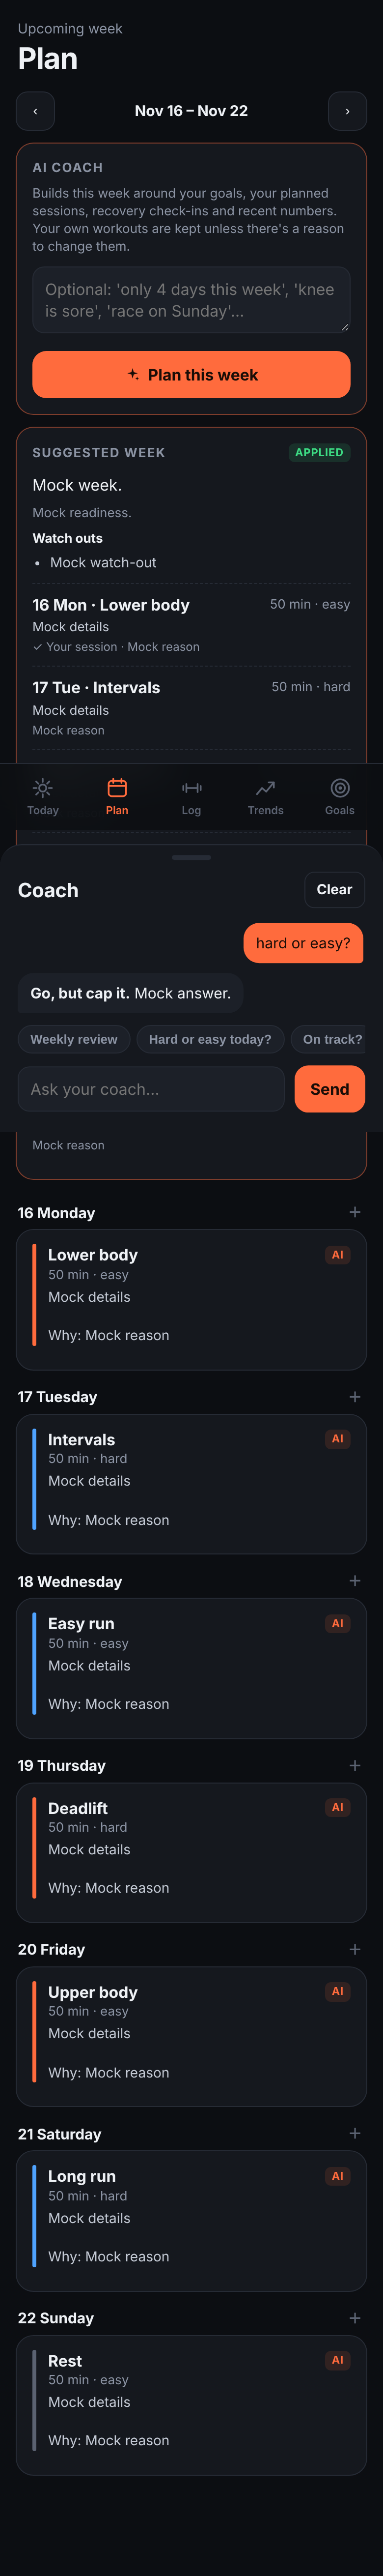 Upcoming week
Plan
‹
Nov 16 – Nov 22
›
AI COACH
Builds this week around your goals, your planned
sessions, recovery check-ins and recent numbers.
Your own workouts are kept unless there's a reason
to change them.
Optional: 'only 4 days this week', 'knee
is sore', 'race on Sunday'...
Plan this week
SUGGESTED WEEK
APPLIED
Mock week.
Mock readiness.
Watch outs
• Mock watch-out
16 Mon · Lower body
50 min · easy
Mock details
✓ Your session · Mock reason
17 Tue · Intervals
50 min · hard
Mock details
Mock reason
Today
Plan
Log
Trends
Goals
Coach
Clear
hard or easy?
Go, but cap it. Mock answer.
Weekly review
Hard or easy today?
On track?
Ask your coach...
Send
Mock reason
16 Monday
+
Lower body
AI
50 min · easy
Mock details
Why: Mock reason
17 Tuesday
+
Intervals
AI
50 min · hard
Mock details
Why: Mock reason
18 Wednesday
+
Easy run
AI
50 min · easy
Mock details
Why: Mock reason
19 Thursday
+
Deadlift
AI
50 min · hard
Mock details
Why: Mock reason
20 Friday
+
Upper body
AI
50 min · easy
Mock details
Why: Mock reason
21 Saturday
+
Long run
AI
50 min · hard
Mock details
Why: Mock reason
22 Sunday
+
Rest
AI
50 min · easy
Mock details
Why: Mock reason